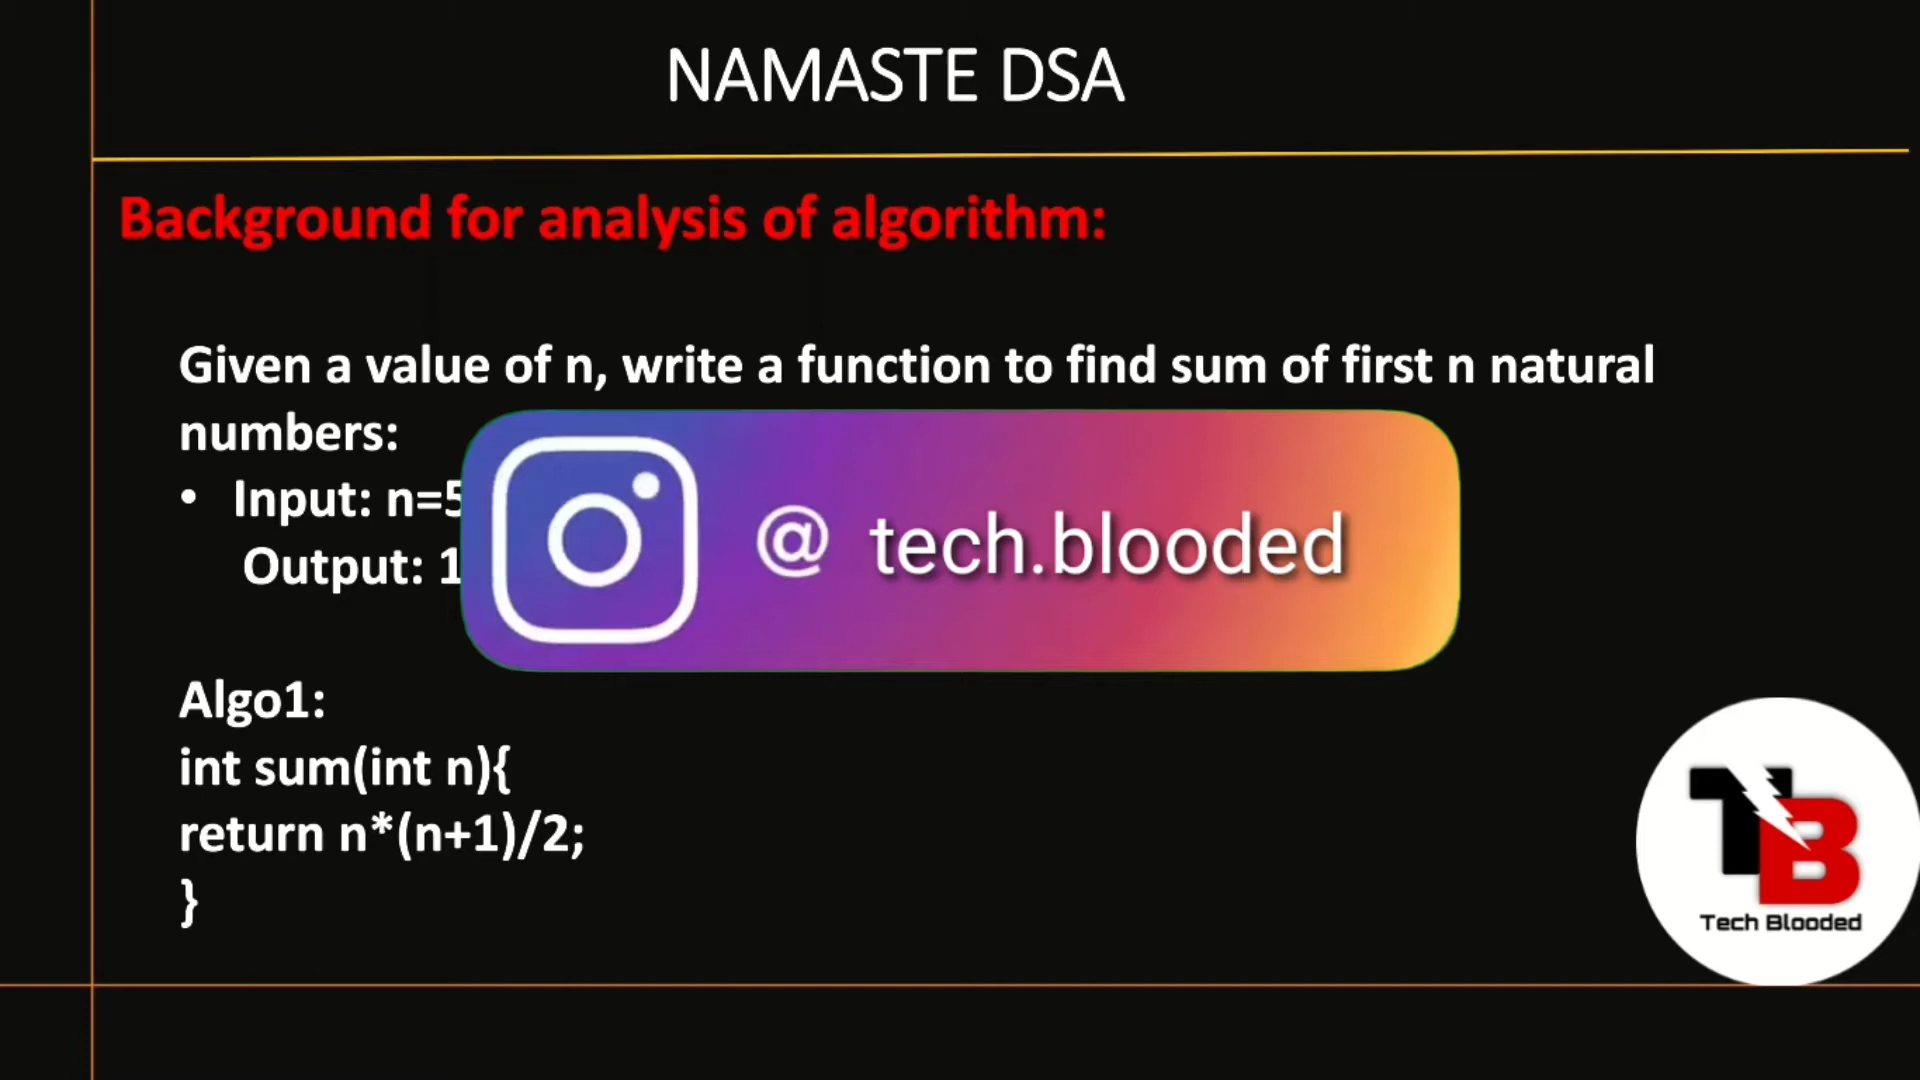 NAMASTE DSA
Background for analysis of algorithm:
Given a value of n, write a function to find sum of first n natural
numbers:
• Input: n=5
Output: 1
@ tech.blooded
Algo1:
int sum(int n){
return n*(n+1)/2;
}
TB
Tech Blooded